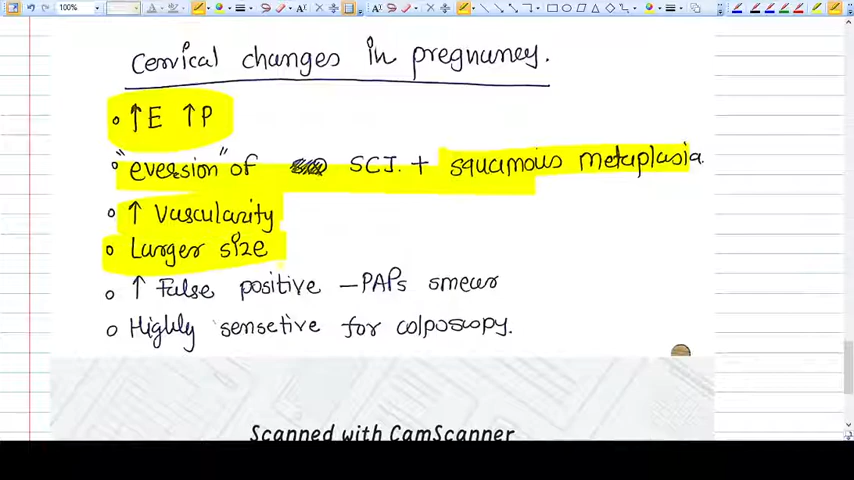 100%
Cervical changes in pregnancy.
↑E ↑P
"eversion" of SCJ. + squamous metaplasia.
↑ Vascularity
Larger size
↑ False positive – PAPs smear
Highly sensetive for colposcopy.
Scanned with CamScanner